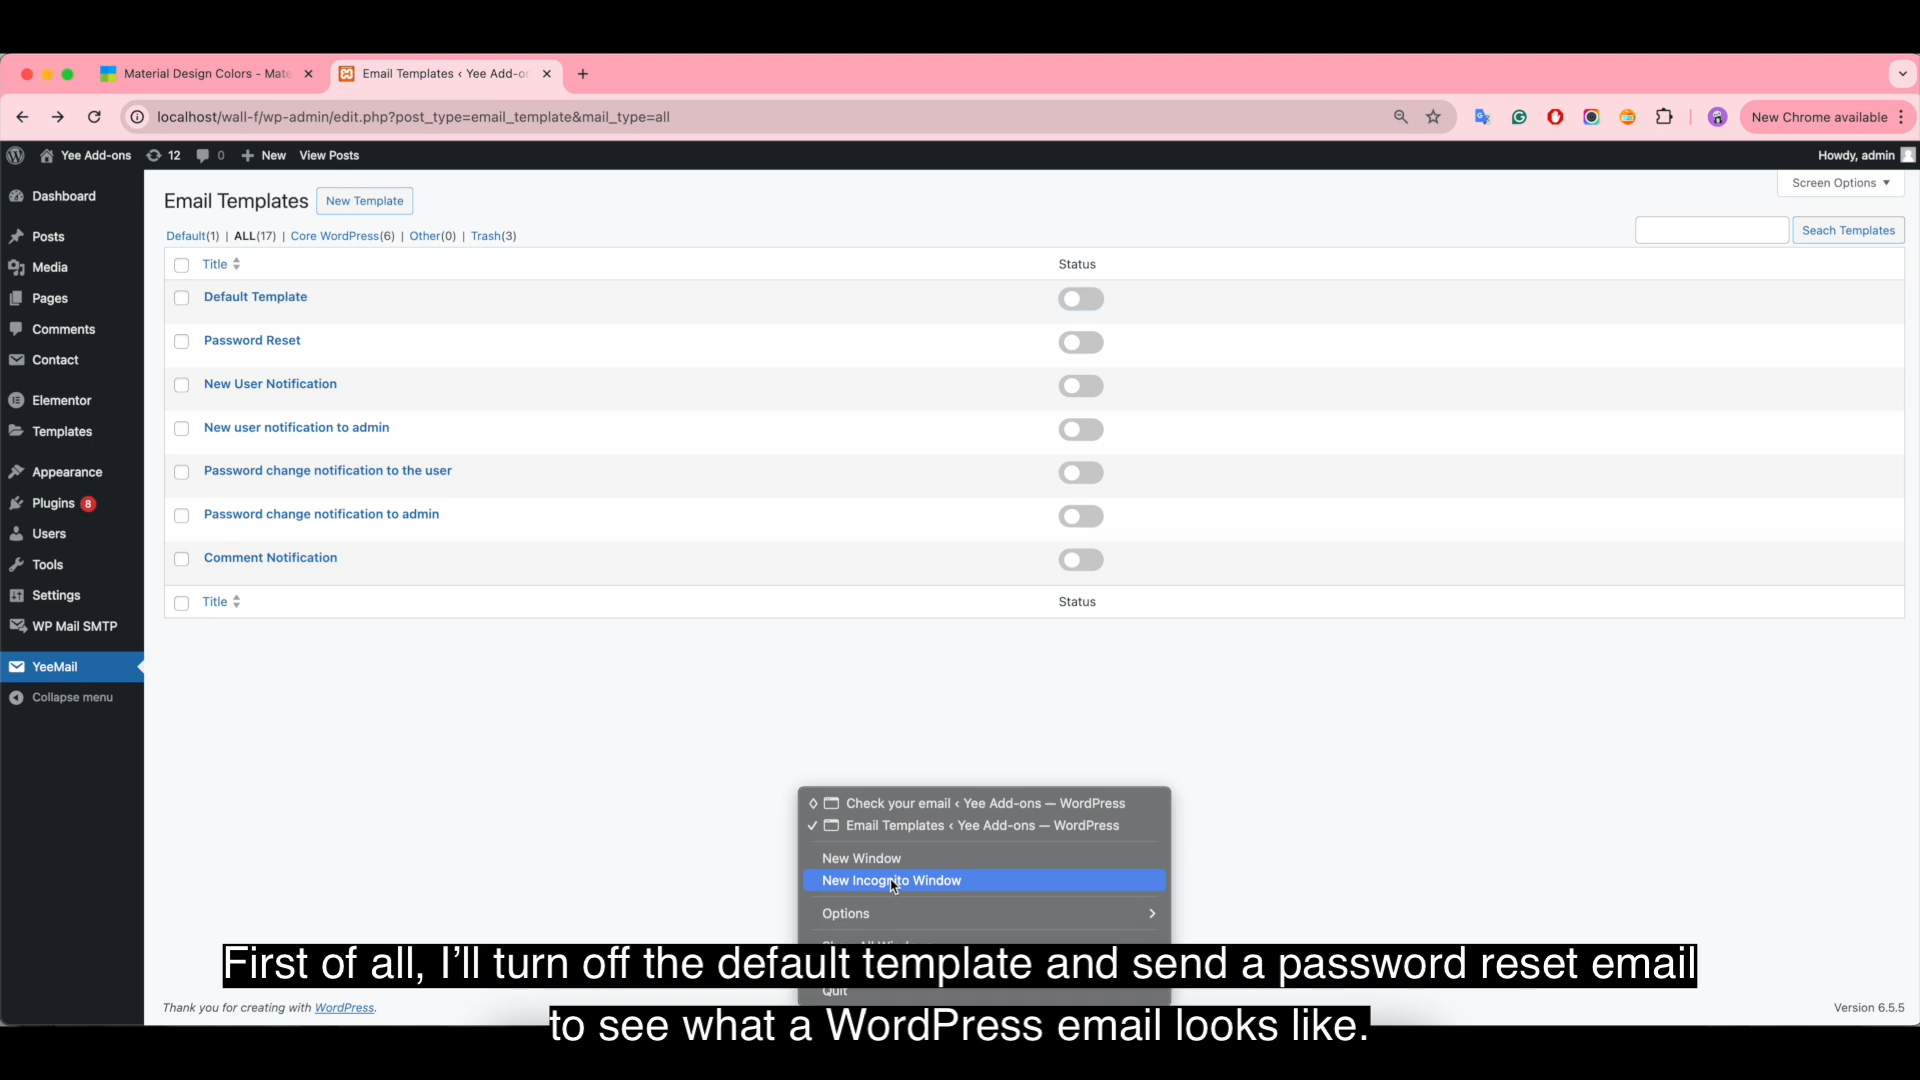 Material Design Colors - Mate
Email Templates ‹ Yee Add-o
localhost/wall-f/wp-admin/edit.php?post_type=email_template&mail_type=all
New Chrome available
Yee Add-ons
12
0
New
View Posts
Howdy, admin
Dashboard
Posts
Media
Pages
Comments
Contact
Elementor
Templates
Appearance
Plugins 8
Users
Tools
Settings
WP Mail SMTP
YeeMail
Collapse menu
Screen Options
Email Templates
New Template
Default(1) | ALL(17) | Core WordPress(6) | Other(0) | Trash(3)
Seach Templates
Title
Status
Default Template
Password Reset
New User Notification
New user notification to admin
Password change notification to the user
Password change notification to admin
Comment Notification
Title
Status
Check your email ‹ Yee Add-ons — WordPress
Email Templates ‹ Yee Add-ons — WordPress
New Window
New Incognito Window
Options
Quit
First of all, I’ll turn off the default template and send a password reset email
to see what a WordPress email looks like.
Thank you for creating with WordPress.
Version 6.5.5